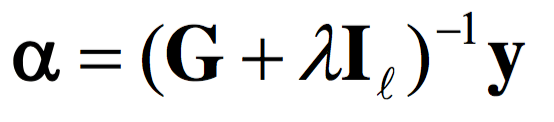 α = (G + λI_ℓ)⁻¹ y